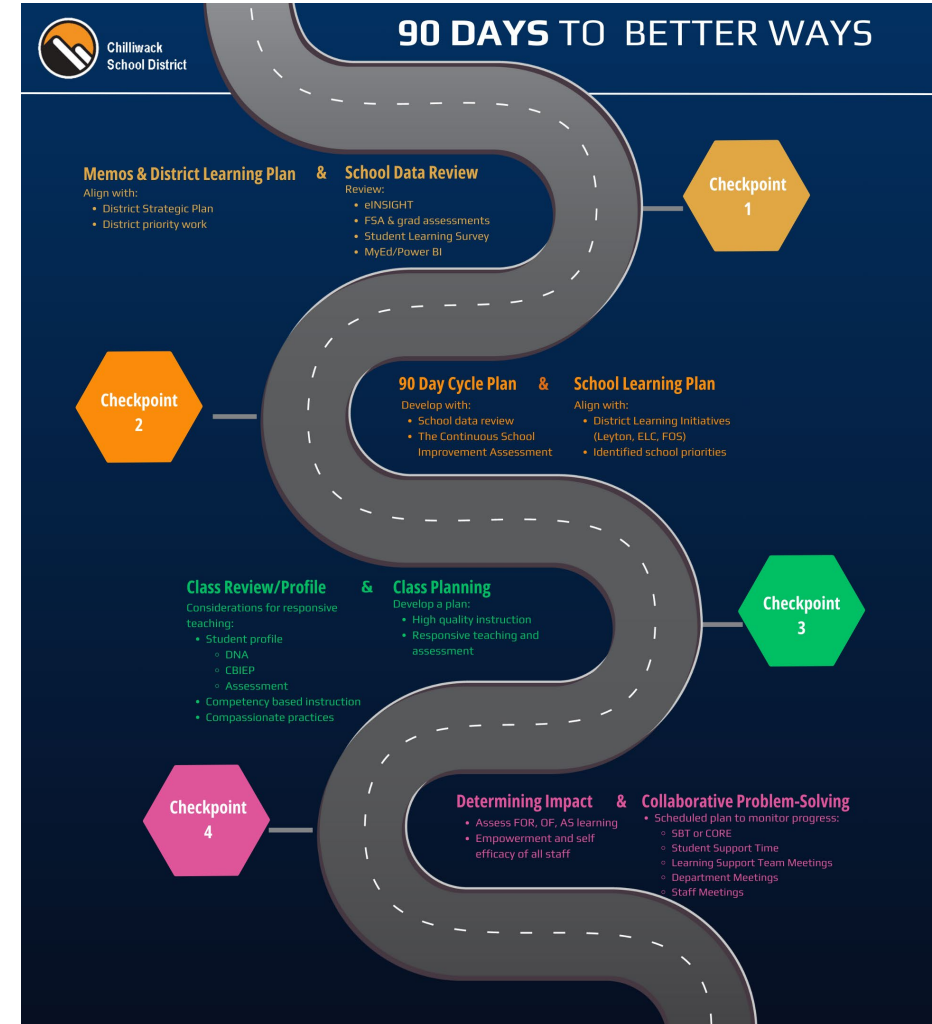 Chilliwack
School District
90 DAYS TO BETTER WAYS
Memos & District Learning Plan & School Data Review
Align with:
• District Strategic Plan
• District priority work
Review:
• eINSIGHT
• FSA & grad assessments
• Student Learning Survey
• MyEd/Power BI
Checkpoint
1
Checkpoint
2
90 Day Cycle Plan & School Learning Plan
Develop with:
• School data review
• The Continuous School
Improvement Assessment
Align with:
• District Learning Initiatives
(Leyton, ELC, FOS)
• Identified school priorities
Class Review/Profile & Class Planning
Considerations for responsive
teaching:
• Student profile
◦ DNA
◦ CBIEP
◦ Assessment
• Competency based instruction
• Compassionate practices
Develop a plan:
• High quality instruction
• Responsive teaching and
assessment
Checkpoint
3
Checkpoint
4
Determining Impact & Collaborative Problem-Solving
• Assess FOR, OF, AS learning
• Empowerment and self
efficacy of all staff
• Scheduled plan to monitor progress:
◦ SBT or CORE
◦ Student Support Time
◦ Learning Support Team Meetings
◦ Department Meetings
◦ Staff Meetings